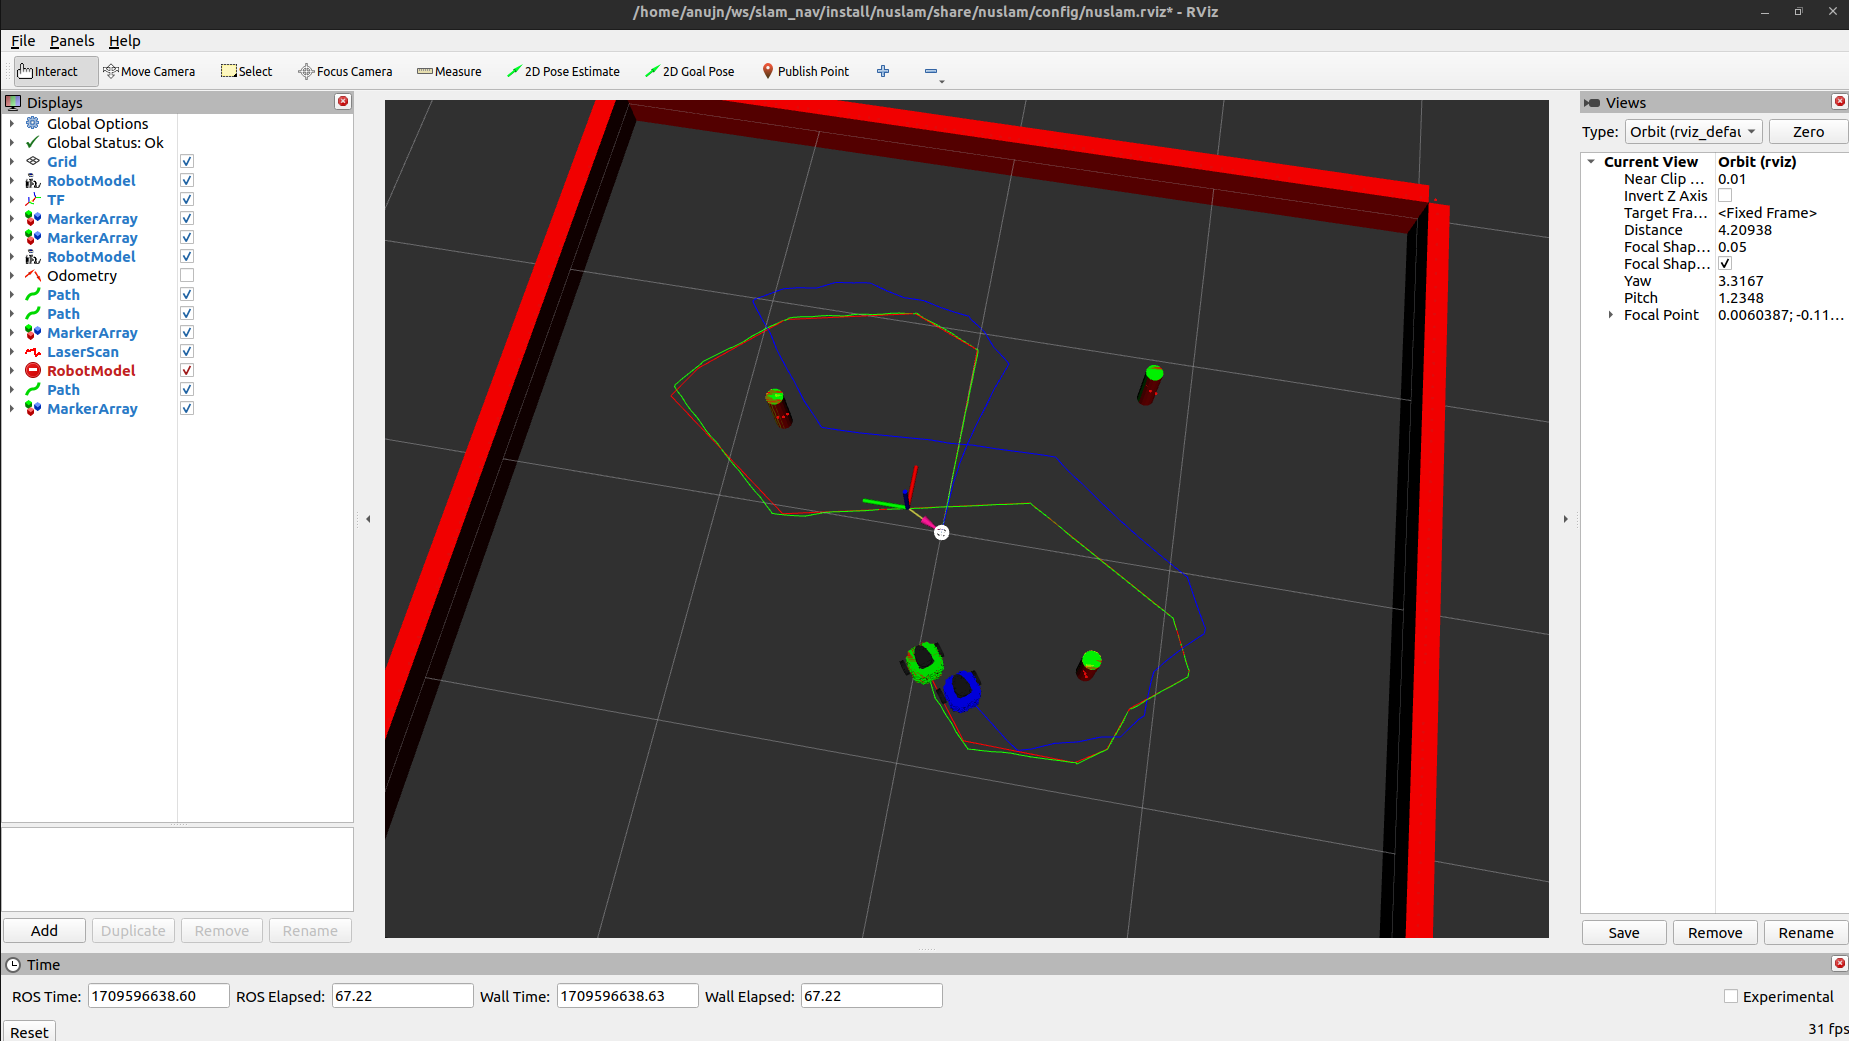 /home/anujn/ws/slam_nav/install/nuslam/share/nuslam/config/nuslam.rviz* - RViz
File Panels Help
Interact Move Camera Select Focus Camera Measure 2D Pose Estimate 2D Goal Pose Publish Point
Displays
Global Options
Global Status: Ok
Grid
RobotModel
TF
MarkerArray
MarkerArray
RobotModel
Odometry
Path
Path
MarkerArray
LaserScan
RobotModel
Path
MarkerArray
Add Duplicate Remove Rename
Views
Type: Orbit (rviz_defau Zero
Current View Orbit (rviz)
Near Clip ... 0.01
Invert Z Axis
Target Fra... <Fixed Frame>
Distance 4.20938
Focal Shap... 0.05
Focal Shap...
Yaw 3.3167
Pitch 1.2348
Focal Point 0.0060387; -0.11...
Save Remove Rename
Time
ROS Time: 1709596638.60 ROS Elapsed: 67.22 Wall Time: 1709596638.63 Wall Elapsed: 67.22 Experimental
Reset 31 fps